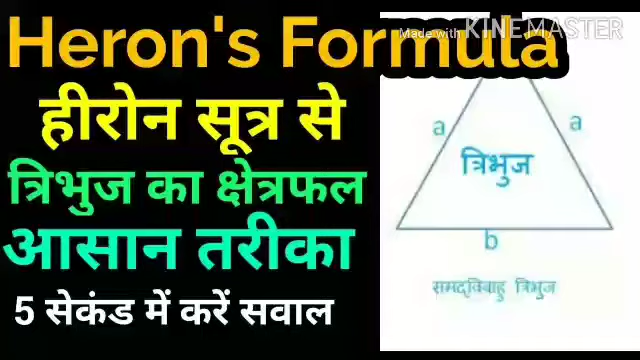 Heron's Formula
Made with KINEMASTER
हीरोन सूत्र से
त्रिभुज का क्षेत्रफल
आसान तरीका
5 सेकंड में करें सवाल
a
a
त्रिभुज
b
समद्विबाहु त्रिभुज